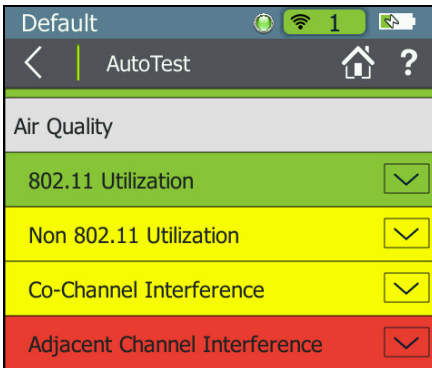 Default
1
AutoTest
?
Air Quality
802.11 Utilization
Non 802.11 Utilization
Co-Channel Interference
Adjacent Channel Interference